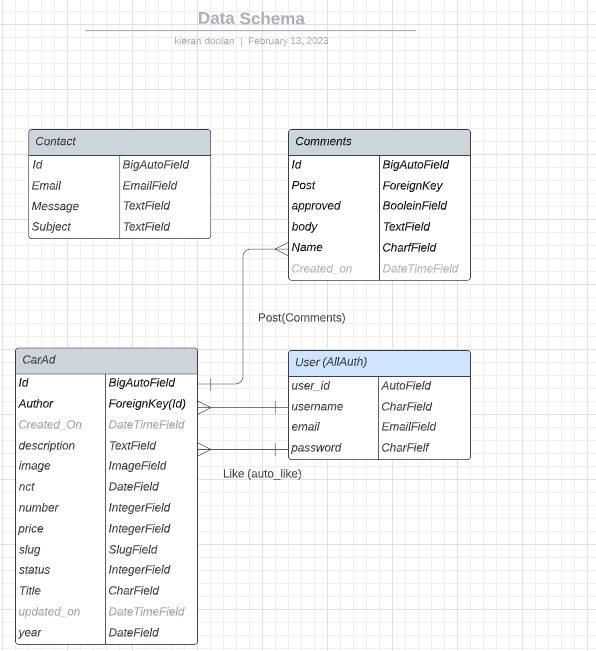 Data Schema
kieran doolan | February 13, 2023
Contact
Id BigAutoField
Email EmailField
Message TextField
Subject TextField
Comments
Id BigAutoField
Post ForeignKey
approved BooleinField
body TextField
Name CharfField
Created_on DateTimeField
Post(Comments)
CarAd
Id BigAutoField
Author ForeignKey(Id)
Created_On DateTimeField
description TextField
image ImageField
nct DateField
number IntegerField
price IntegerField
slug SlugField
status IntegerField
Title CharField
updated_on DateTimeField
year DateField
User (AllAuth)
user_id AutoField
username CharField
email EmailField
password CharFielf
Like (auto_like)